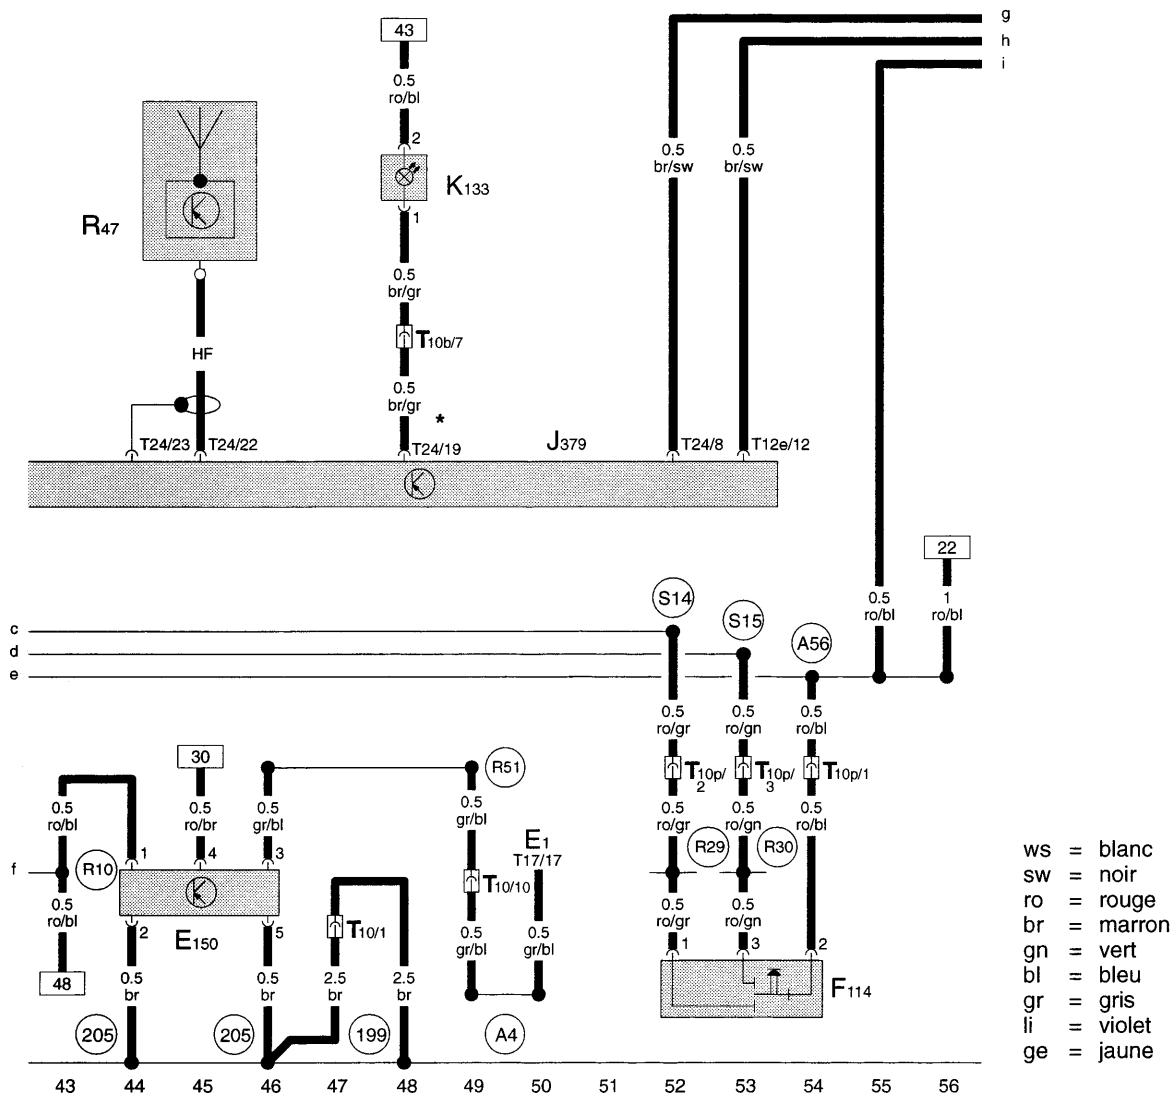 g
43
h
i
0.5
ro/bl
2
0.5
br/sw
0.5
br/sw
K133
R47
1
0.5
br/gr
T10b/7
HF
0.5
br/gr
*
T24/23
T24/22
T24/19
J379
T24/8
T12e/12
22
S14
0.5
ro/bl
1
ro/bl
S15
c
A56
d
e
0.5
ro/gr
0.5
ro/gn
0.5
ro/bl
30
R51
T10p/2
T10p/3
T10p/1
0.5
ro/bl
0.5
ro/br
0.5
gr/bl
0.5
gr/bl
0.5
ro/gr
0.5
ro/gn
0.5
ro/bl
E1
T17/17
R29
R30
1
4
3
f
R10
T10/10
0.5
ro/bl
0.5
ro/gr
0.5
ro/gn
2
E150
5
T10/1
0.5
gr/bl
0.5
gr/bl
1
3
2
48
0.5
br
0.5
br
2.5
br
2.5
br
F114
205
205
199
A4
43 44 45 46 47 48 49 50 51 52 53 54 55 56
ws = blanc
sw = noir
ro = rouge
br = marron
gn = vert
bl = bleu
gr = gris
li = violet
ge = jaune